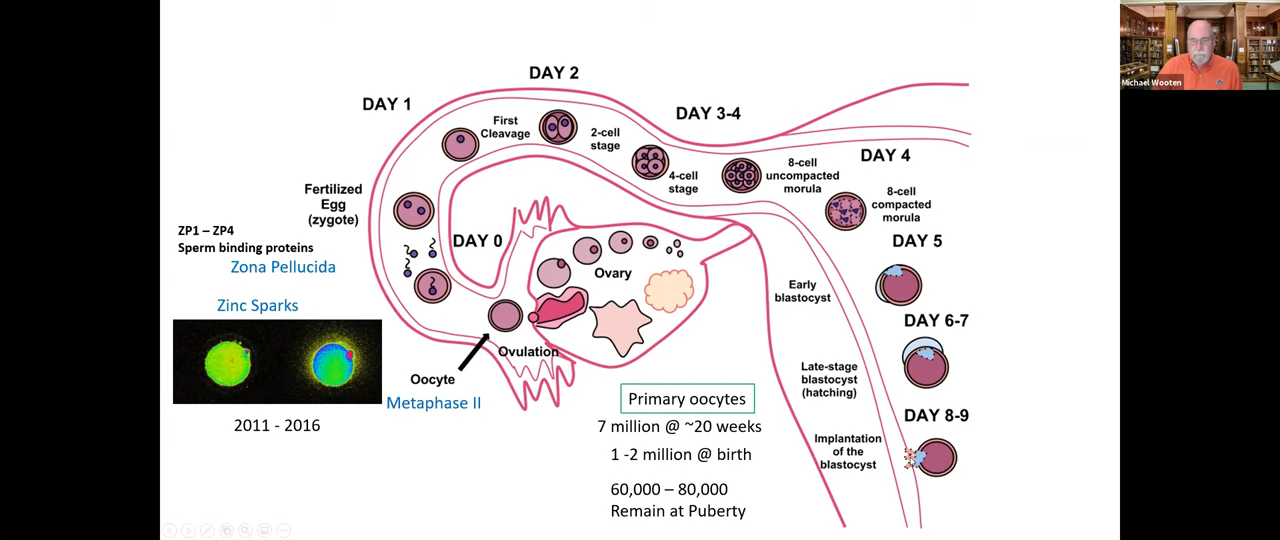 Michael Wooten
DAY 2
DAY 1
DAY 3-4
First
Cleavage
2-cell
stage
4-cell
stage
8-cell
uncompacted
morula
DAY 4
8-cell
compacted
morula
Fertilized
Egg
(zygote)
ZP1 – ZP4
Sperm binding proteins
Zona Pellucida
DAY 0
Ovary
DAY 5
Early
blastocyst
Zinc Sparks
DAY 6-7
Ovulation
Oocyte
Metaphase II
Late-stage
blastocyst
(hatching)
Primary oocytes
DAY 8-9
2011 - 2016
7 million @ ~20 weeks
1 -2 million @ birth
Implantation
of the
blastocyst
60,000 – 80,000
Remain at Puberty